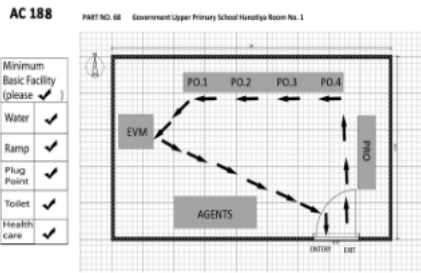 AC 188
PART NO. 68 Government Upper Primary School Hanotiya Room No. 1
Minimum
Basic Facility
(please ✔ )
Water ✔
Ramp ✔
Plug
Point ✔
Toilet ✔
Health
care ✔
PO.1 PO.2 PO.3 PO.4
EVM
PRO
AGENTS
ENTERY EXIT